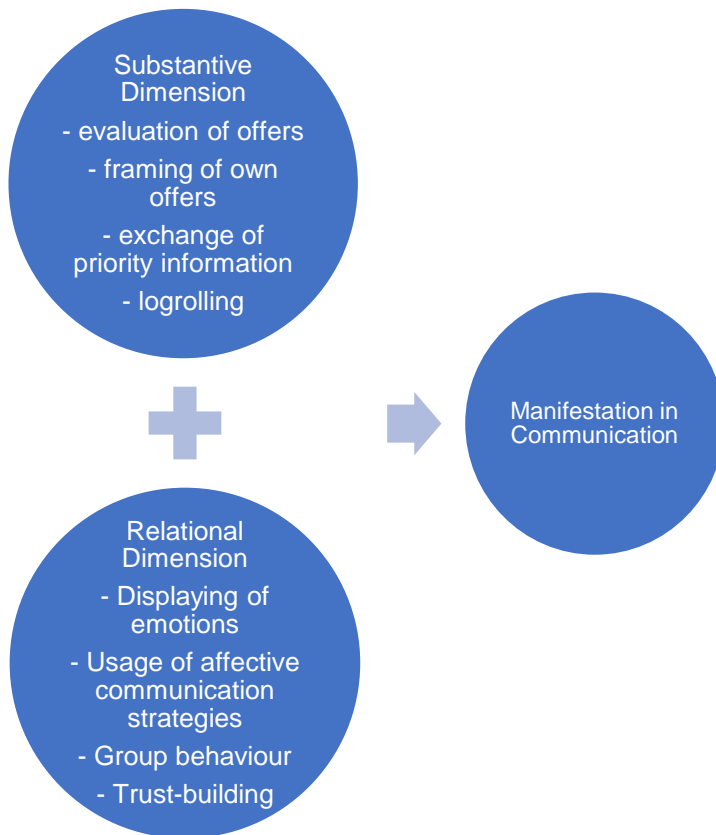 Substantive
Dimension
- evaluation of offers
- framing of own
offers
- exchange of
priority information
- logrolling
Manifestation in
Communication
Relational
Dimension
- Displaying of
emotions
- Usage of affective
communication
strategies
- Group behaviour
- Trust-building